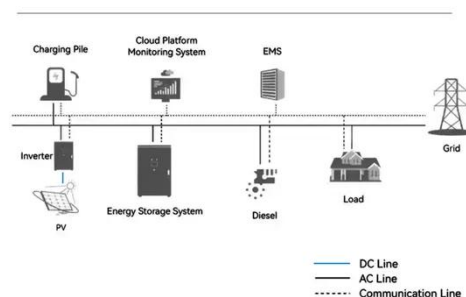 Charging Pile
Cloud Platform
Monitoring System
EMS
Grid
Inverter
PV
Energy Storage System
Diesel
Load
DC Line
AC Line
Communication Line